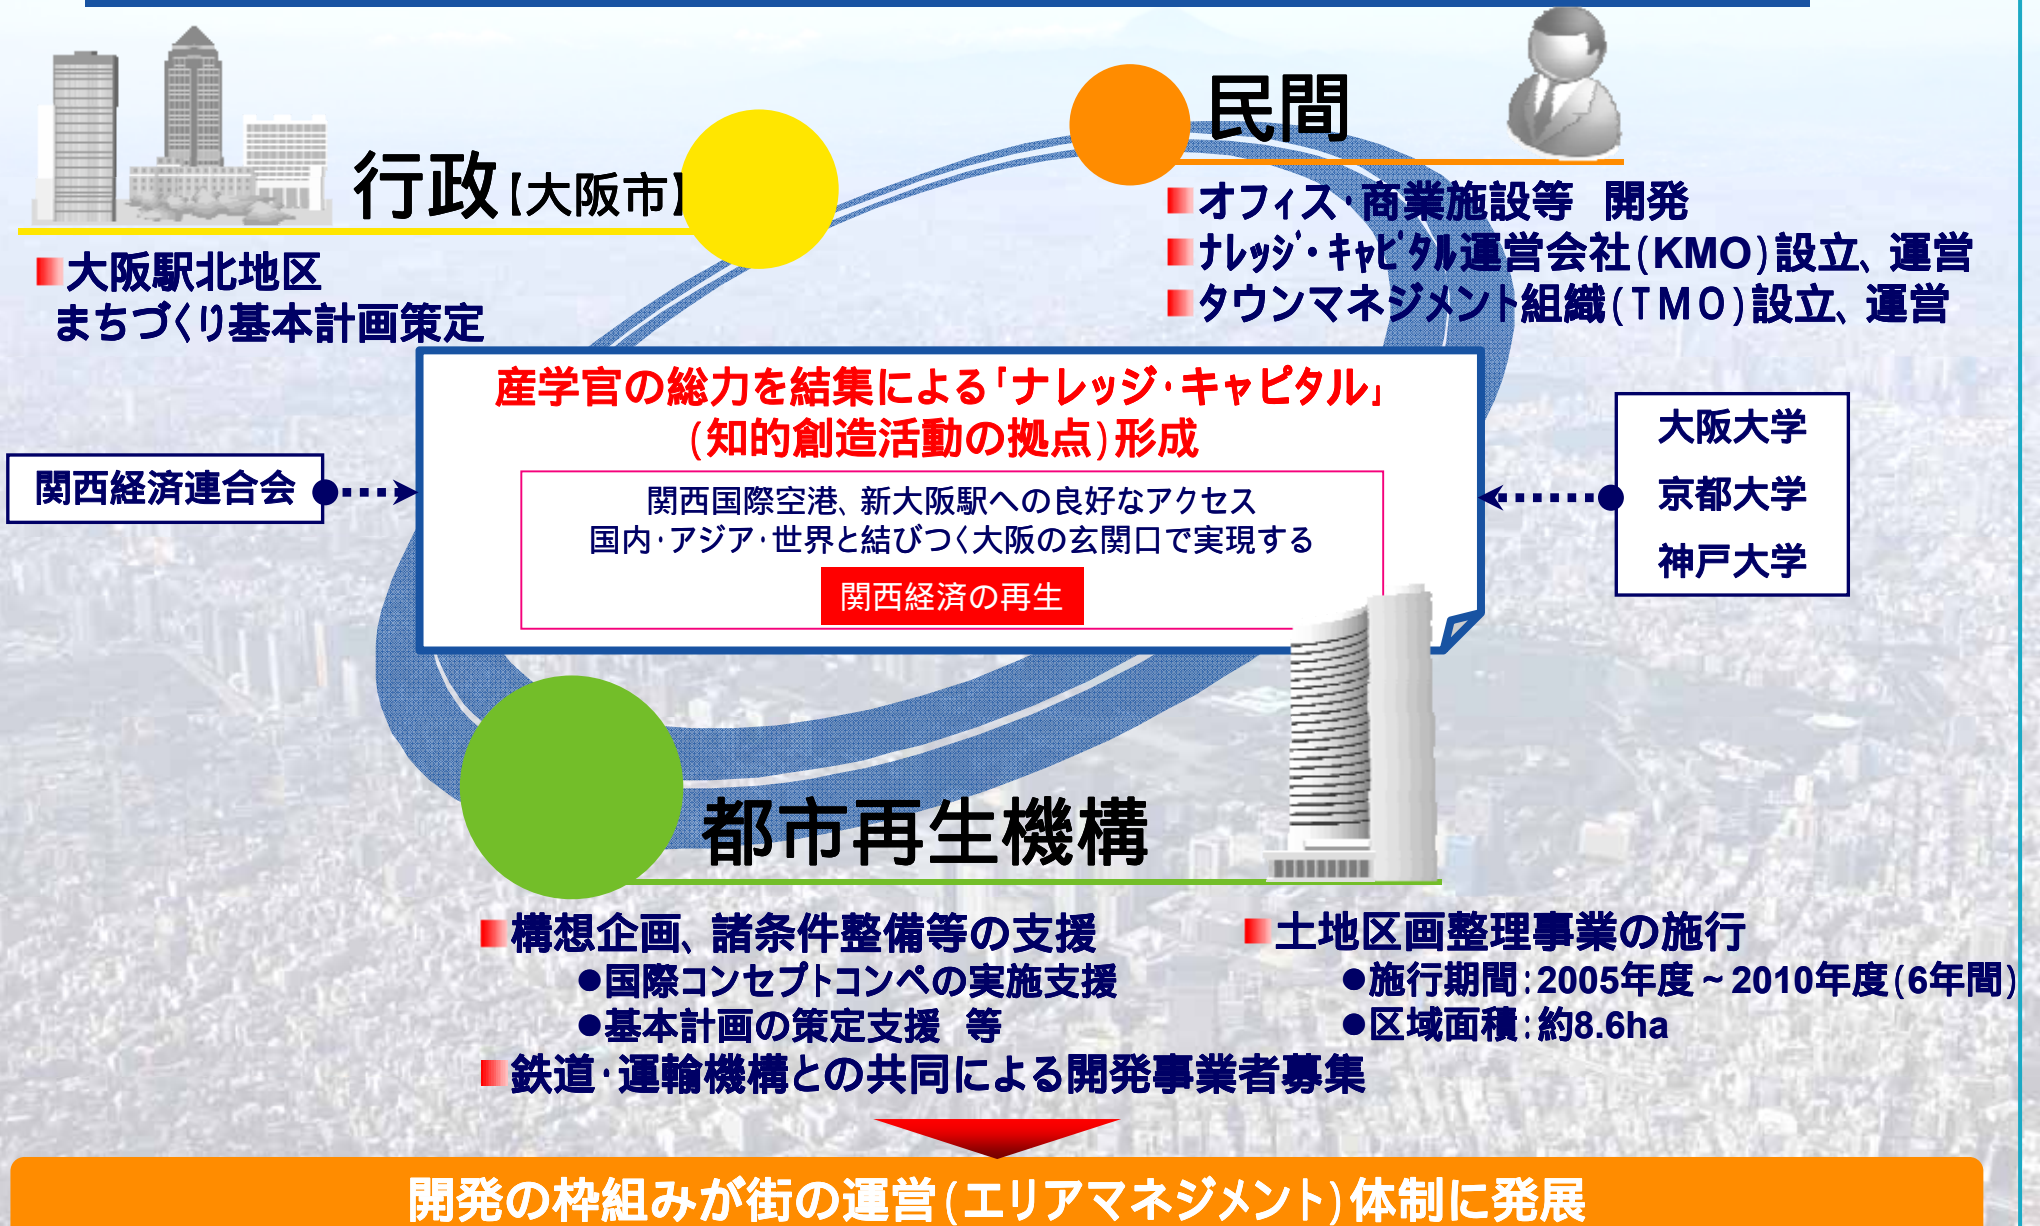 行政【大阪市】
■大阪駅北地区
まちづくり基本計画策定
民間
■オフィス・商業施設等　開発
■ﾅﾚｯｼﾞ・ｷｬﾋﾟﾀﾙ運営会社(KMO)設立、運営
■タウンマネジメント組織(TMO)設立、運営
産学官の総力を結集による「ナレッジ・キャピタル」
(知的創造活動の拠点)形成
関西国際空港、新大阪駅への良好なアクセス
国内・アジア・世界と結びつく大阪の玄関口で実現する
関西経済の再生
関西経済連合会
大阪大学
京都大学
神戸大学
都市再生機構
■構想企画、諸条件整備等の支援
●国際コンセプトコンペの実施支援
●基本計画の策定支援　等
■鉄道・運輸機構との共同による開発事業者募集
■土地区画整理事業の施行
●施行期間：2005年度～2010年度(6年間)
●区域面積：約8.6ha
開発の枠組みが街の運営(エリアマネジメント)体制に発展